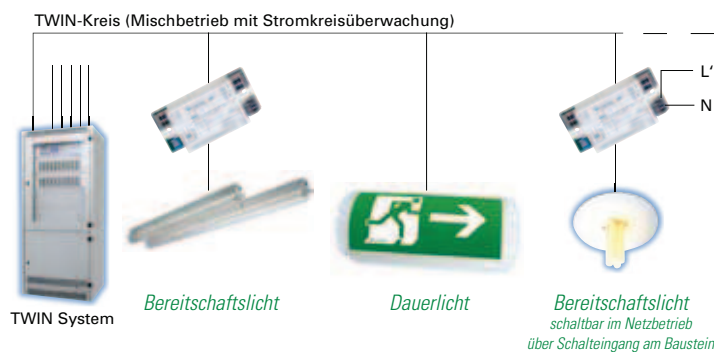 TWIN-Kreis (Mischbetrieb mit Stromkreisüberwachung)
L‘
N
TWIN System
Bereitschaftslicht
Dauerlicht
Bereitschaftslicht
schaltbar im Netzbetrieb
über Schalteingang am Baustein